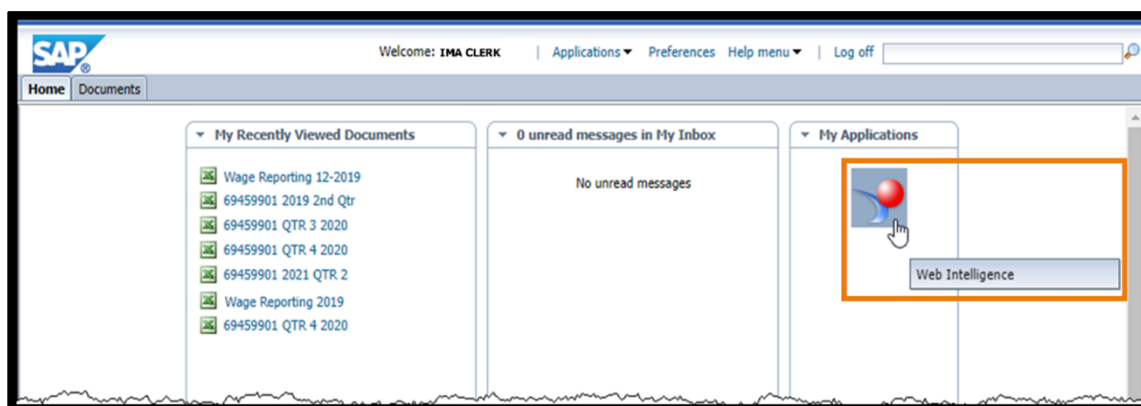 SAP®
Welcome: IMA CLERK | Applications Preferences Help menu | Log off
Home Documents
My Recently Viewed Documents
Wage Reporting 12-2019
69459901 2019 2nd Qtr
69459901 QTR 3 2020
69459901 QTR 4 2020
69459901 2021 QTR 2
Wage Reporting 2019
69459901 QTR 4 2020
0 unread messages in My Inbox
No unread messages
My Applications
Web Intelligence